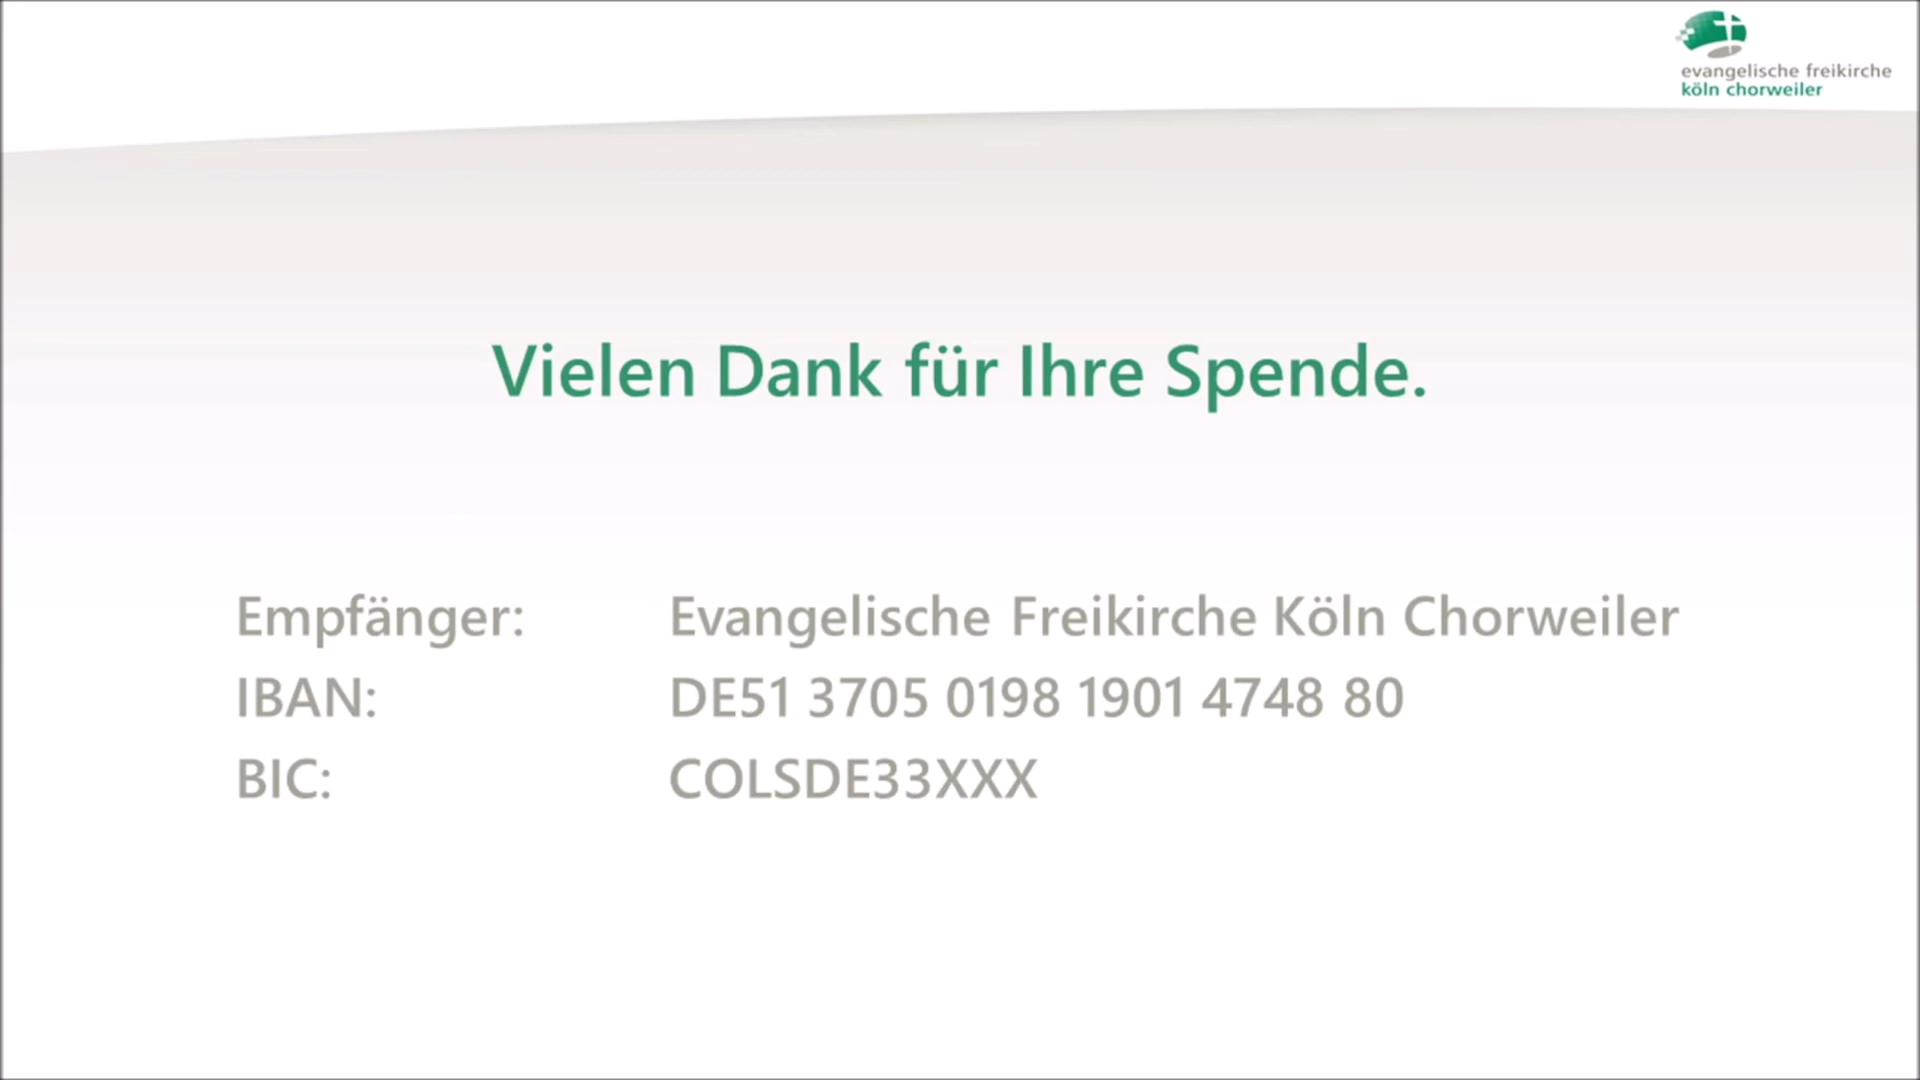 evangelische freikirche
köln chorweiler
Vielen Dank für Ihre Spende.
Empfänger: Evangelische Freikirche Köln Chorweiler
IBAN: DE51 3705 0198 1901 4748 80
BIC: COLSDE33XXX